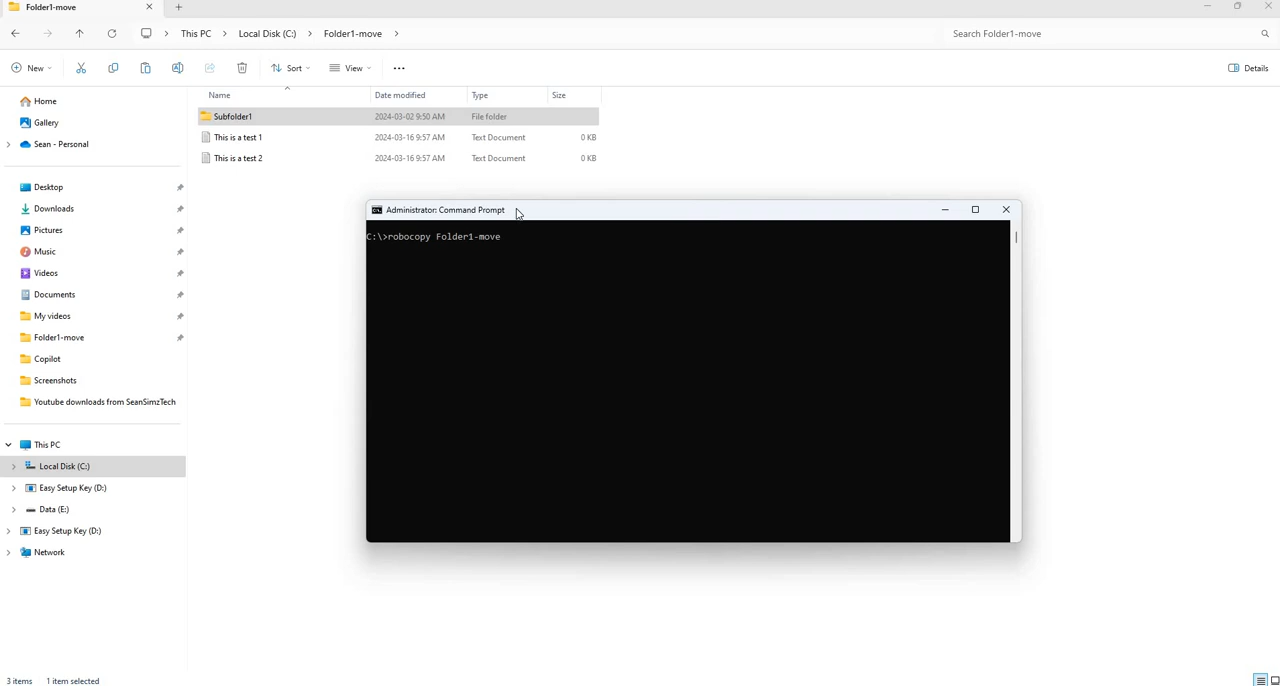 Folder1-move
This PC > Local Disk (C:) > Folder1-move >
Search Folder1-move
New
Sort
View
Details
Name Date modified Type Size
Subfolder1 2024-03-02 9:50 AM File folder
This is a test 1 2024-03-16 9:57 AM Text Document 0 KB
This is a test 2 2024-03-16 9:57 AM Text Document 0 KB
Home
Gallery
Sean - Personal
Desktop
Downloads
Pictures
Music
Videos
Documents
My videos
Folder1-move
Copilot
Screenshots
Youtube downloads from SeanSimzTech
This PC
Local Disk (C:)
Easy Setup Key (D:)
Data (E:)
Easy Setup Key (D:)
Network
Administrator: Command Prompt
C:\>robocopy Folder1-move
3 items 1 item selected